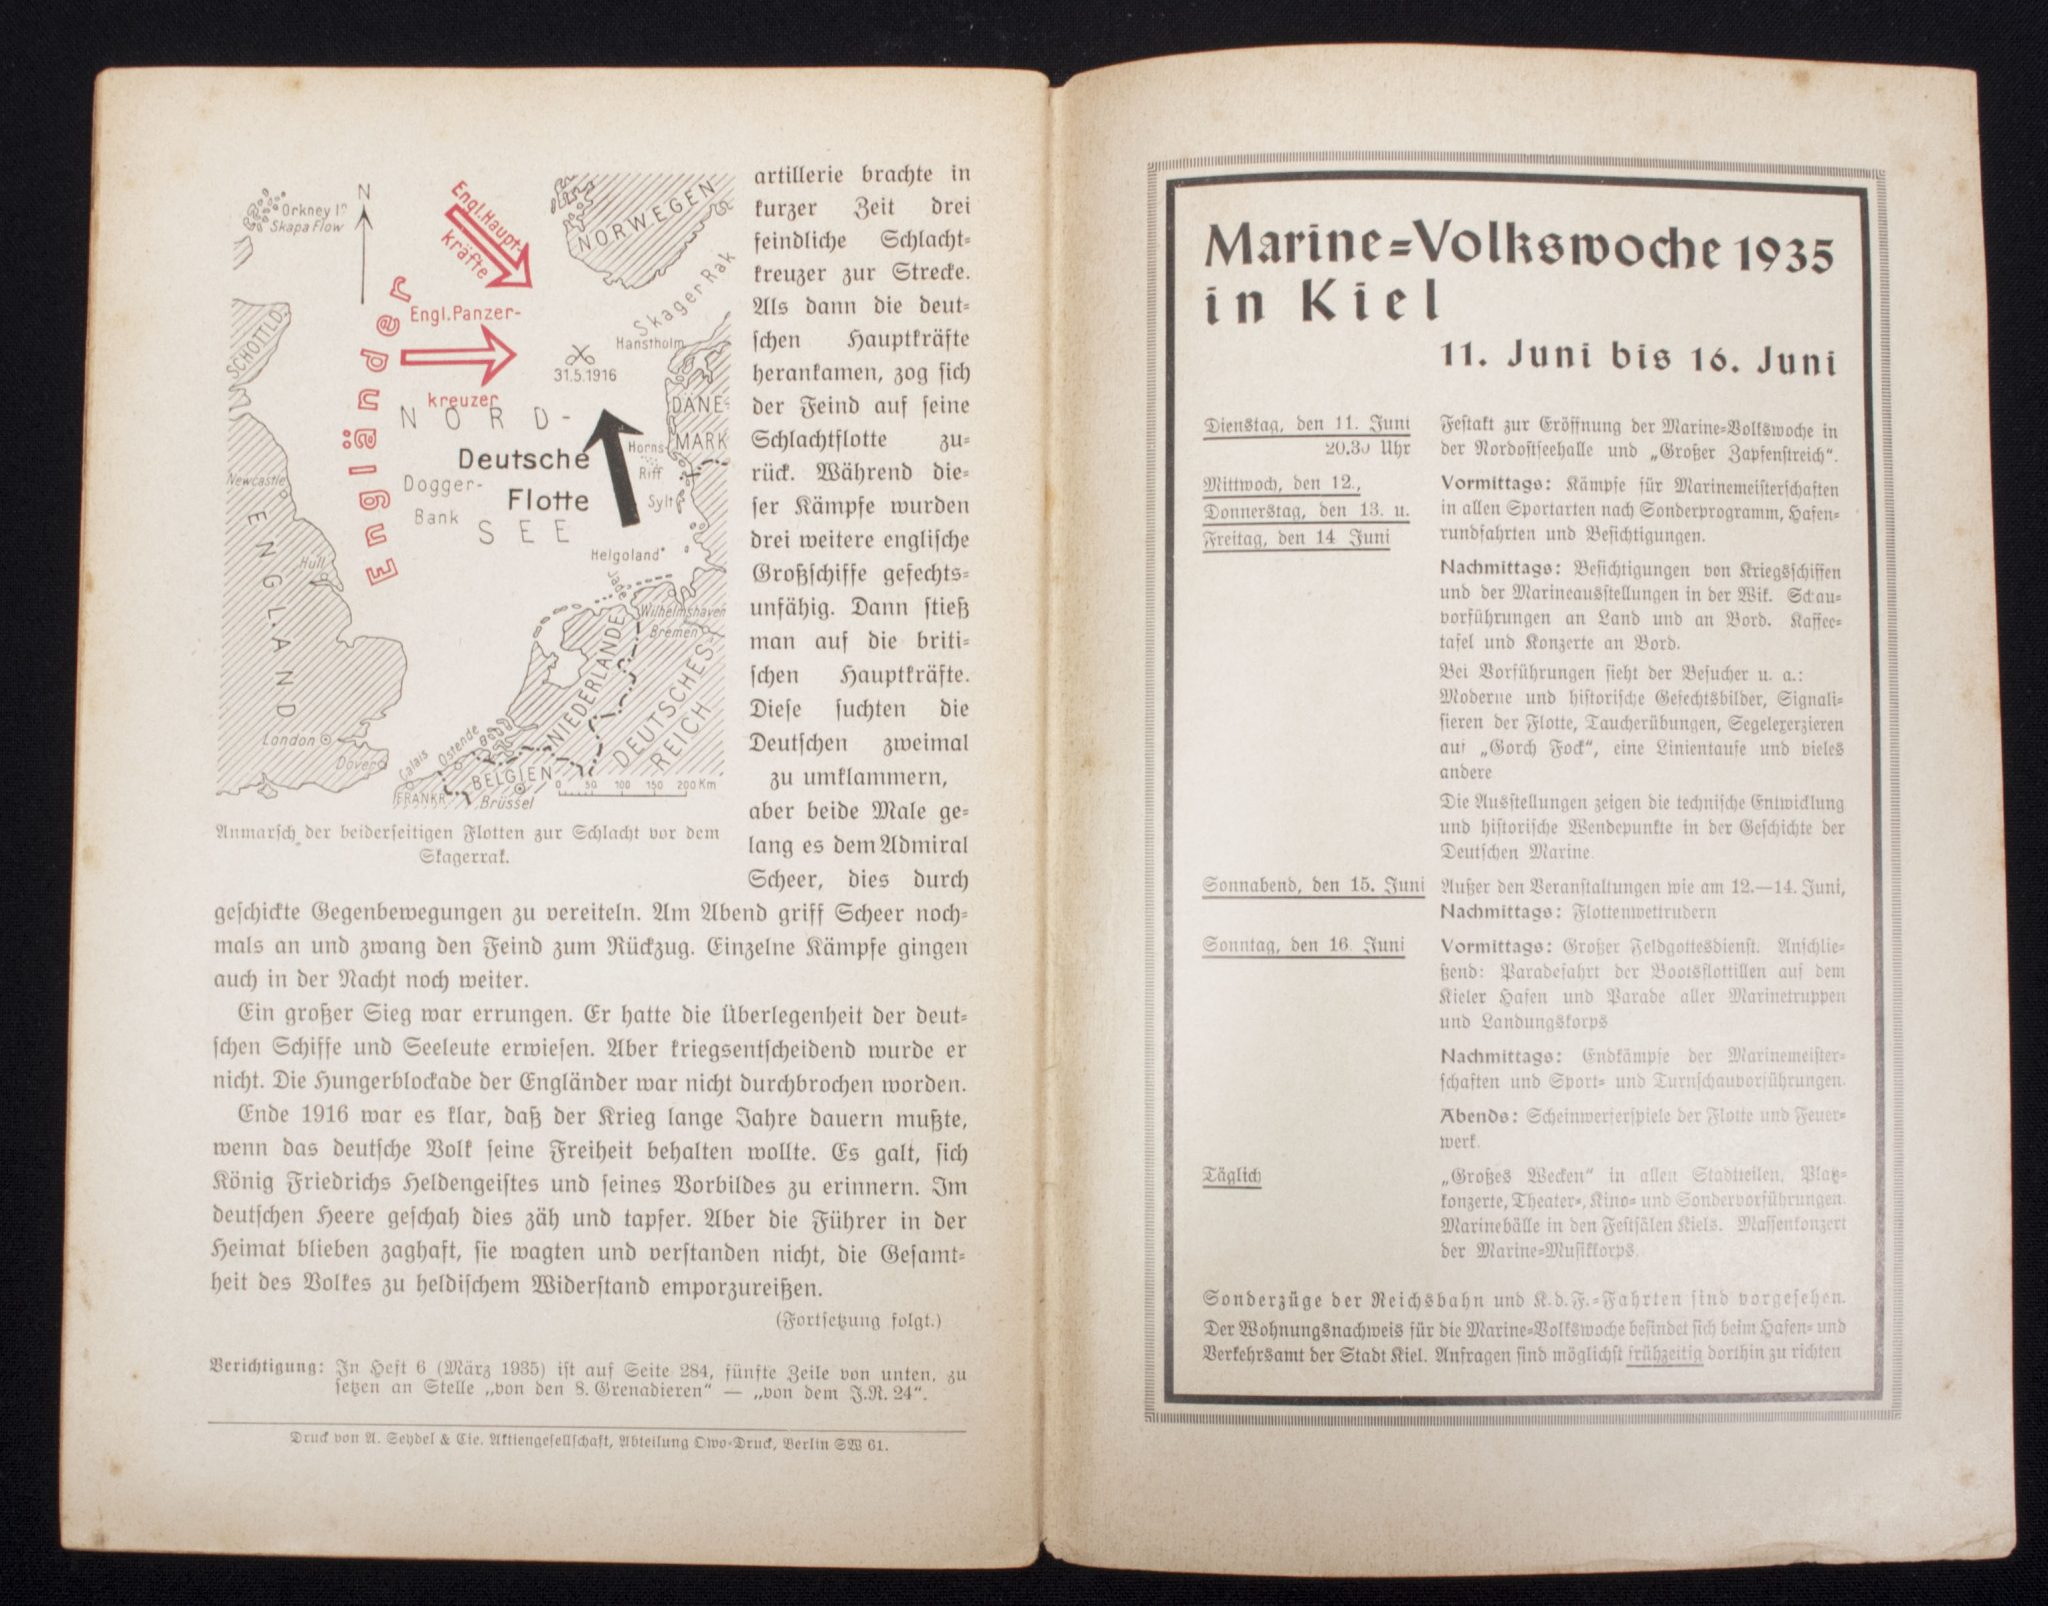 Orkney In
Skapa Flow
N
Engl. Haupt-
kräfte
NORWEGEN
Skager Rak
SCHOTTLD.
Engländer
Engl. Panzer-
kreuzer
31.5.1916
Hanstholm
DÄNE-
MARK
NORD-
SEE
Deutsche
Flotte
Dogger-
Bank
Horns-
Riff
Sylt
Newcastle
ENGLAND
Hull
Helgoland
Jade
Wilhelmshaven
Bremen
NIEDERLANDE
DEUTSCHES-
REICH
London
Dover
Calais
Ostende
BELGIEN
FRANKR.
Brüssel
0 50 100 150 200 Km
Anmarsch der beiderseitigen Flotten zur Schlacht vor dem
Skagerrak.
artillerie brachte in
kurzer Zeit drei
feindliche Schlacht-
kreuzer zur Strecke.
Als dann die deut-
schen Hauptkräfte
herankamen, zog sich
der Feind auf seine
Schlachtflotte zu-
rück. Während die-
ser Kämpfe wurden
drei weitere englische
Großschiffe gefechts-
unfähig. Dann stieß
man auf die briti-
schen Hauptkräfte.
Diese suchten die
Deutschen zweimal
zu umklammern,
aber beide Male ge-
lang es dem Admiral
Scheer, dies durch
geschickte Gegenbewegungen zu vereiteln. Am Abend griff Scheer noch-
mals an und zwang den Feind zum Rückzug. Einzelne Kämpfe gingen
auch in der Nacht noch weiter.
Ein großer Sieg war errungen. Er hatte die Überlegenheit der deut-
schen Schiffe und Seeleute erwiesen. Aber kriegsentscheidend wurde er
nicht. Die Hungerblockade der Engländer war nicht durchbrochen worden.
Ende 1916 war es klar, daß der Krieg lange Jahre dauern mußte,
wenn das deutsche Volk seine Freiheit behalten wollte. Es galt, sich
König Friedrichs Heldengeistes und seines Vorbildes zu erinnern. Im
deutschen Heere geschah dies zäh und tapfer. Aber die Führer in der
Heimat blieben zaghaft, sie wagten und verstanden nicht, die Gesamt-
heit des Volkes zu heldischem Widerstand emporzureißen.
(Fortsetzung folgt.)
Berichtigung: In Heft 6 (März 1935) ist auf Seite 284, fünfte Zeile von unten, zu
setzen an Stelle „von den 8. Grenadieren“ — „von dem J.R. 24“.
Druck von A. Seydel & Cie. Aktiengesellschaft, Abteilung Owo-Druck, Berlin SW 61.
Marine-Volkswoche 1935
in Kiel
11. Juni bis 16. Juni
Dienstag, den 11. Juni
20.30 Uhr
Festakt zur Eröffnung der Marine-Volkswoche in
der Nordostseehalle und „Großer Zapfenstreich“.
Mittwoch, den 12.,
Donnerstag, den 13. u.
Freitag, den 14 Juni
Vormittags: Kämpfe für Marinemeisterschaften
in allen Sportarten nach Sonderprogramm, Hafen-
rundfahrten und Besichtigungen.
Nachmittags: Besichtigungen von Kriegsschiffen
und der Marineausstellungen in der Wik. Schau-
vorführungen an Land und an Bord. Kaffee-
tafel und Konzerte an Bord.
Bei Vorführungen sieht der Besucher u. a.:
Moderne und historische Gefechtsbilder, Signali-
sieren der Flotte, Taucherübungen, Segelexerzieren
auf „Gorch Fock“, eine Linientaufe und vieles
andere
Die Ausstellungen zeigen die technische Entwicklung
und historische Wendepunkte in der Geschichte der
Deutschen Marine.
Sonnabend, den 15. Juni
Außer den Veranstaltungen wie am 12.—14. Juni,
Nachmittags: Flottenwettrudern
Sonntag, den 16. Juni
Vormittags: Großer Feldgottesdienst. Anschlie-
ßend: Paradefahrt der Bootsflottillen auf dem
Kieler Hafen und Parade aller Marinetruppen
und Landungskorps
Nachmittags: Endkämpfe der Marinemeister-
schaften und Sport- und Turnschauvorführungen.
Abends: Scheinwerferspiele der Flotte und Feuer-
werk.
Täglich
„Großes Wecken“ in allen Stadtteilen, Platz-
konzerte, Theater-, Kino- und Sondervorführungen.
Marinebälle in den Festsälen Kiels. Massenkonzert
der Marine-Musikkorps.
Sonderzüge der Reichsbahn und K.d.F.-Fahrten sind vorgesehen.
Der Wohnungsnachweis für die Marine-Volkswoche befindet sich beim Hafen- und
Verkehrsamt der Stadt Kiel. Anfragen sind möglichst frühzeitig dorthin zu richten